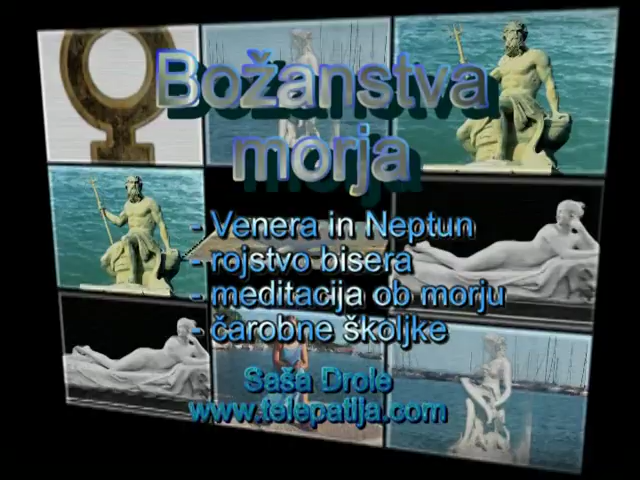 Božanstva
morja
- Venera in Neptun
- rojstvo bisera
- meditacija ob morju
- čarobne školjke
Saša Drole
www.telepatija.com